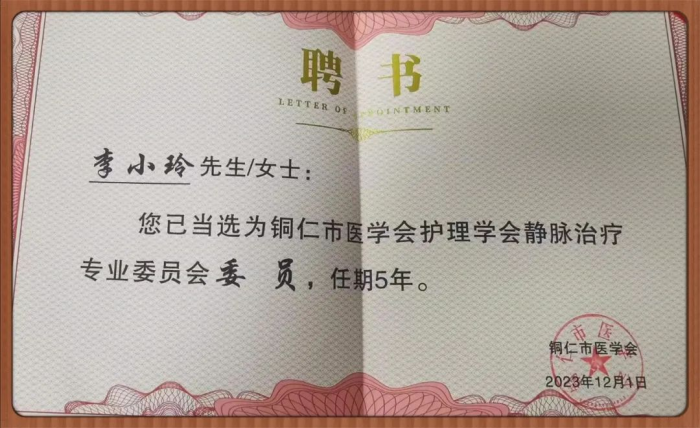 聘书
LETTER OF APPOINTMENT
李小玲先生/女士：
您已当选为铜仁市医学会护理学会静脉治疗
专业委员会委 员，任期5年。
铜仁市医学会
2023年12月1日